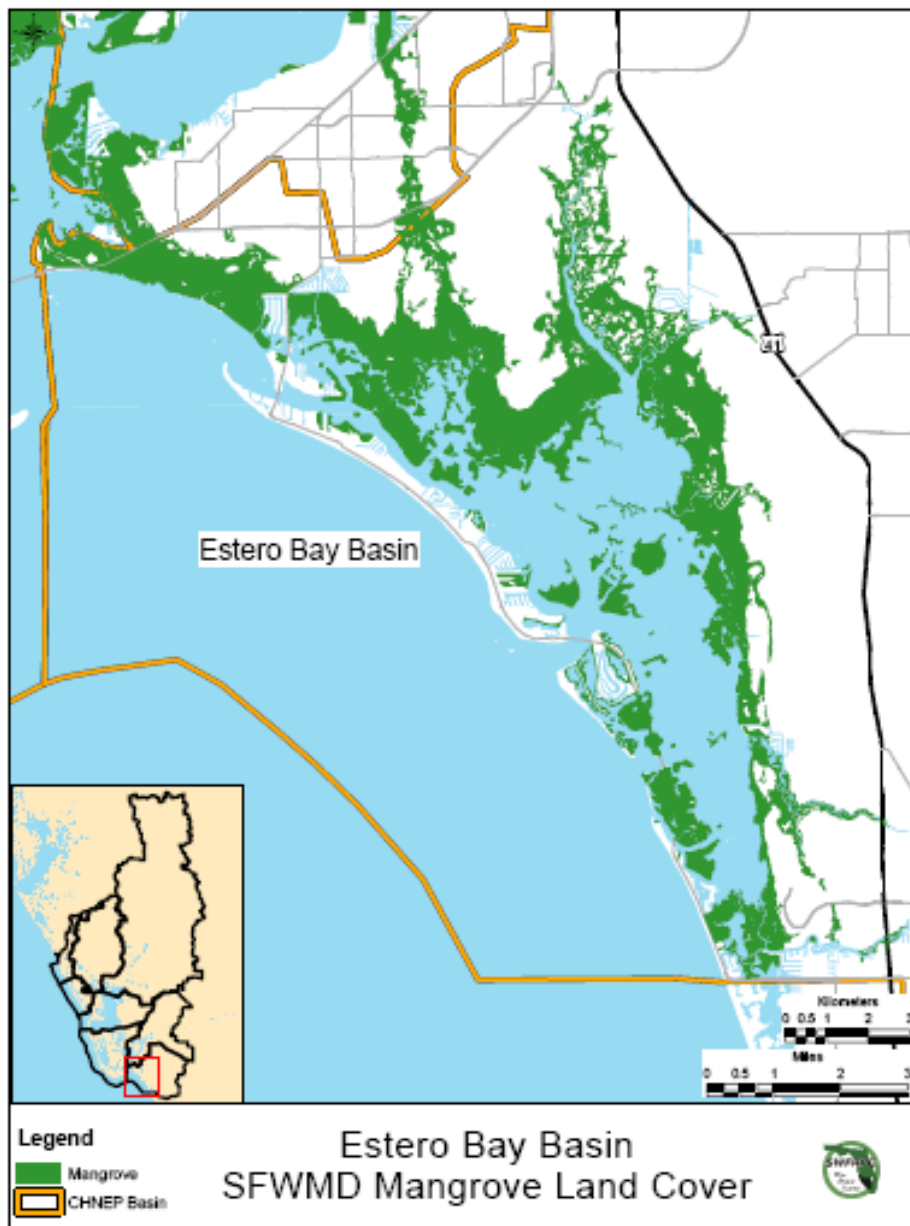 41
Estero Bay Basin
Kilometers
0 0.5 1 2 3
Miles
0 0.5 1 2 3
Legend
Mangrove
CHNEP Basin
Estero Bay Basin
SFWMD Mangrove Land Cover